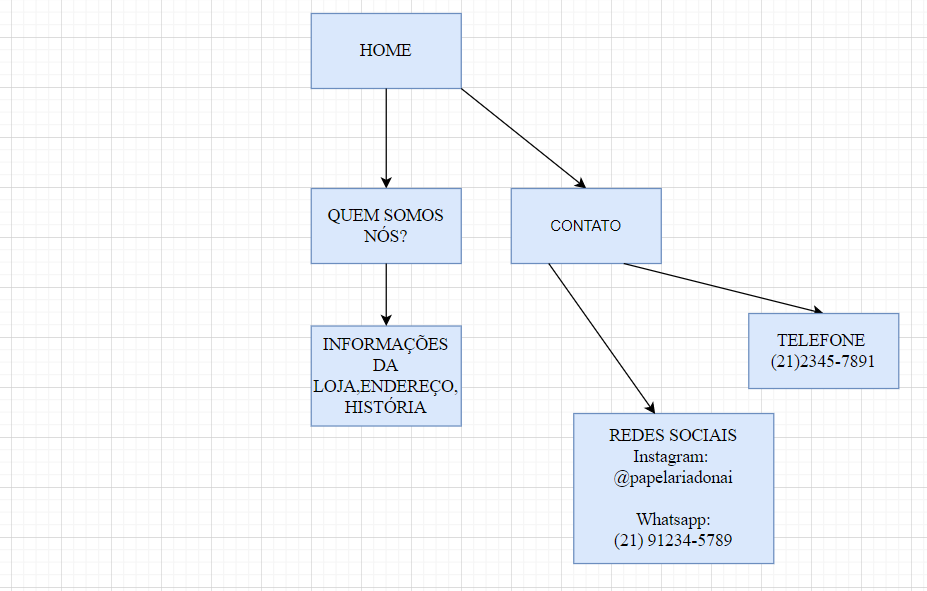 HOME
QUEM SOMOS
NÓS?
CONTATO
INFORMAÇÕES
DA
LOJA,ENDEREÇO,
HISTÓRIA
TELEFONE
(21)2345-7891
REDES SOCIAIS
Instagram:
@papelariadonai
Whatsapp:
(21) 91234-5789